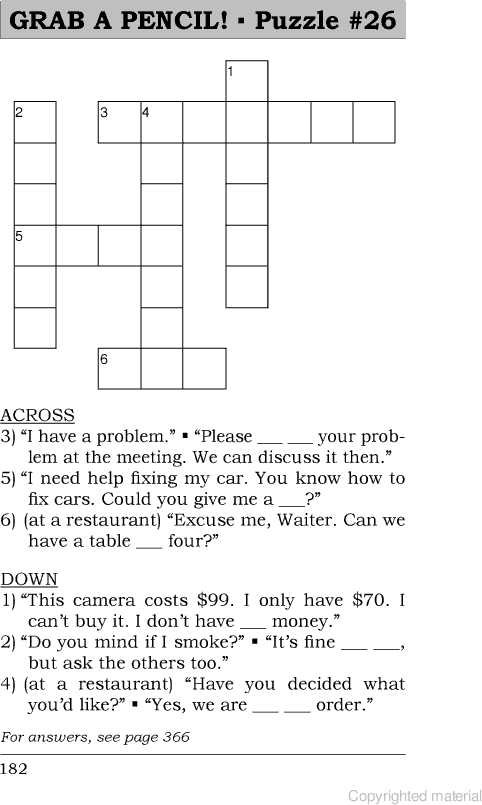 GRAB A PENCIL! ▪ Puzzle #26
1
2
3
4
5
6
ACROSS
3) “I have a problem.” ▪ “Please ___ ___ your prob-
lem at the meeting. We can discuss it then.”
5) “I need help fixing my car. You know how to
fix cars. Could you give me a ___?”
6) (at a restaurant) “Excuse me, Waiter. Can we
have a table ___ four?”
DOWN
1) “This camera costs $99. I only have $70. I
can’t buy it. I don’t have ___ money.”
2) “Do you mind if I smoke?” ▪ “It’s fine ___ ___,
but ask the others too.”
4) (at a restaurant) “Have you decided what
you’d like?” ▪ “Yes, we are ___ ___ order.”
For answers, see page 366
182
Copyrighted material